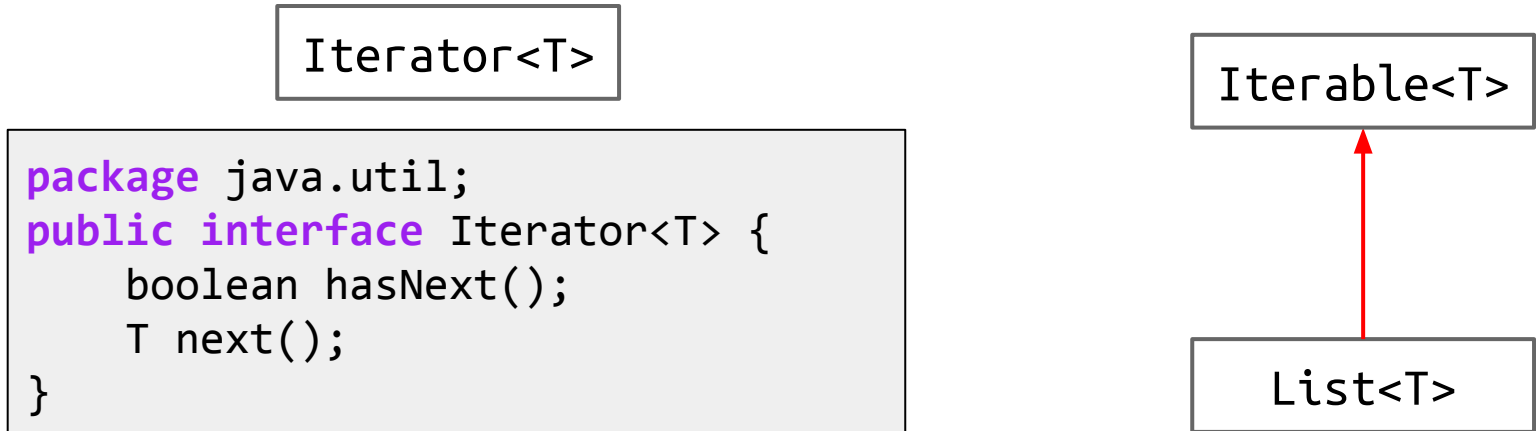 Iterator<T>
package java.util;
public interface Iterator<T> {
    boolean hasNext();
    T next();
}
Iterable<T>
List<T>